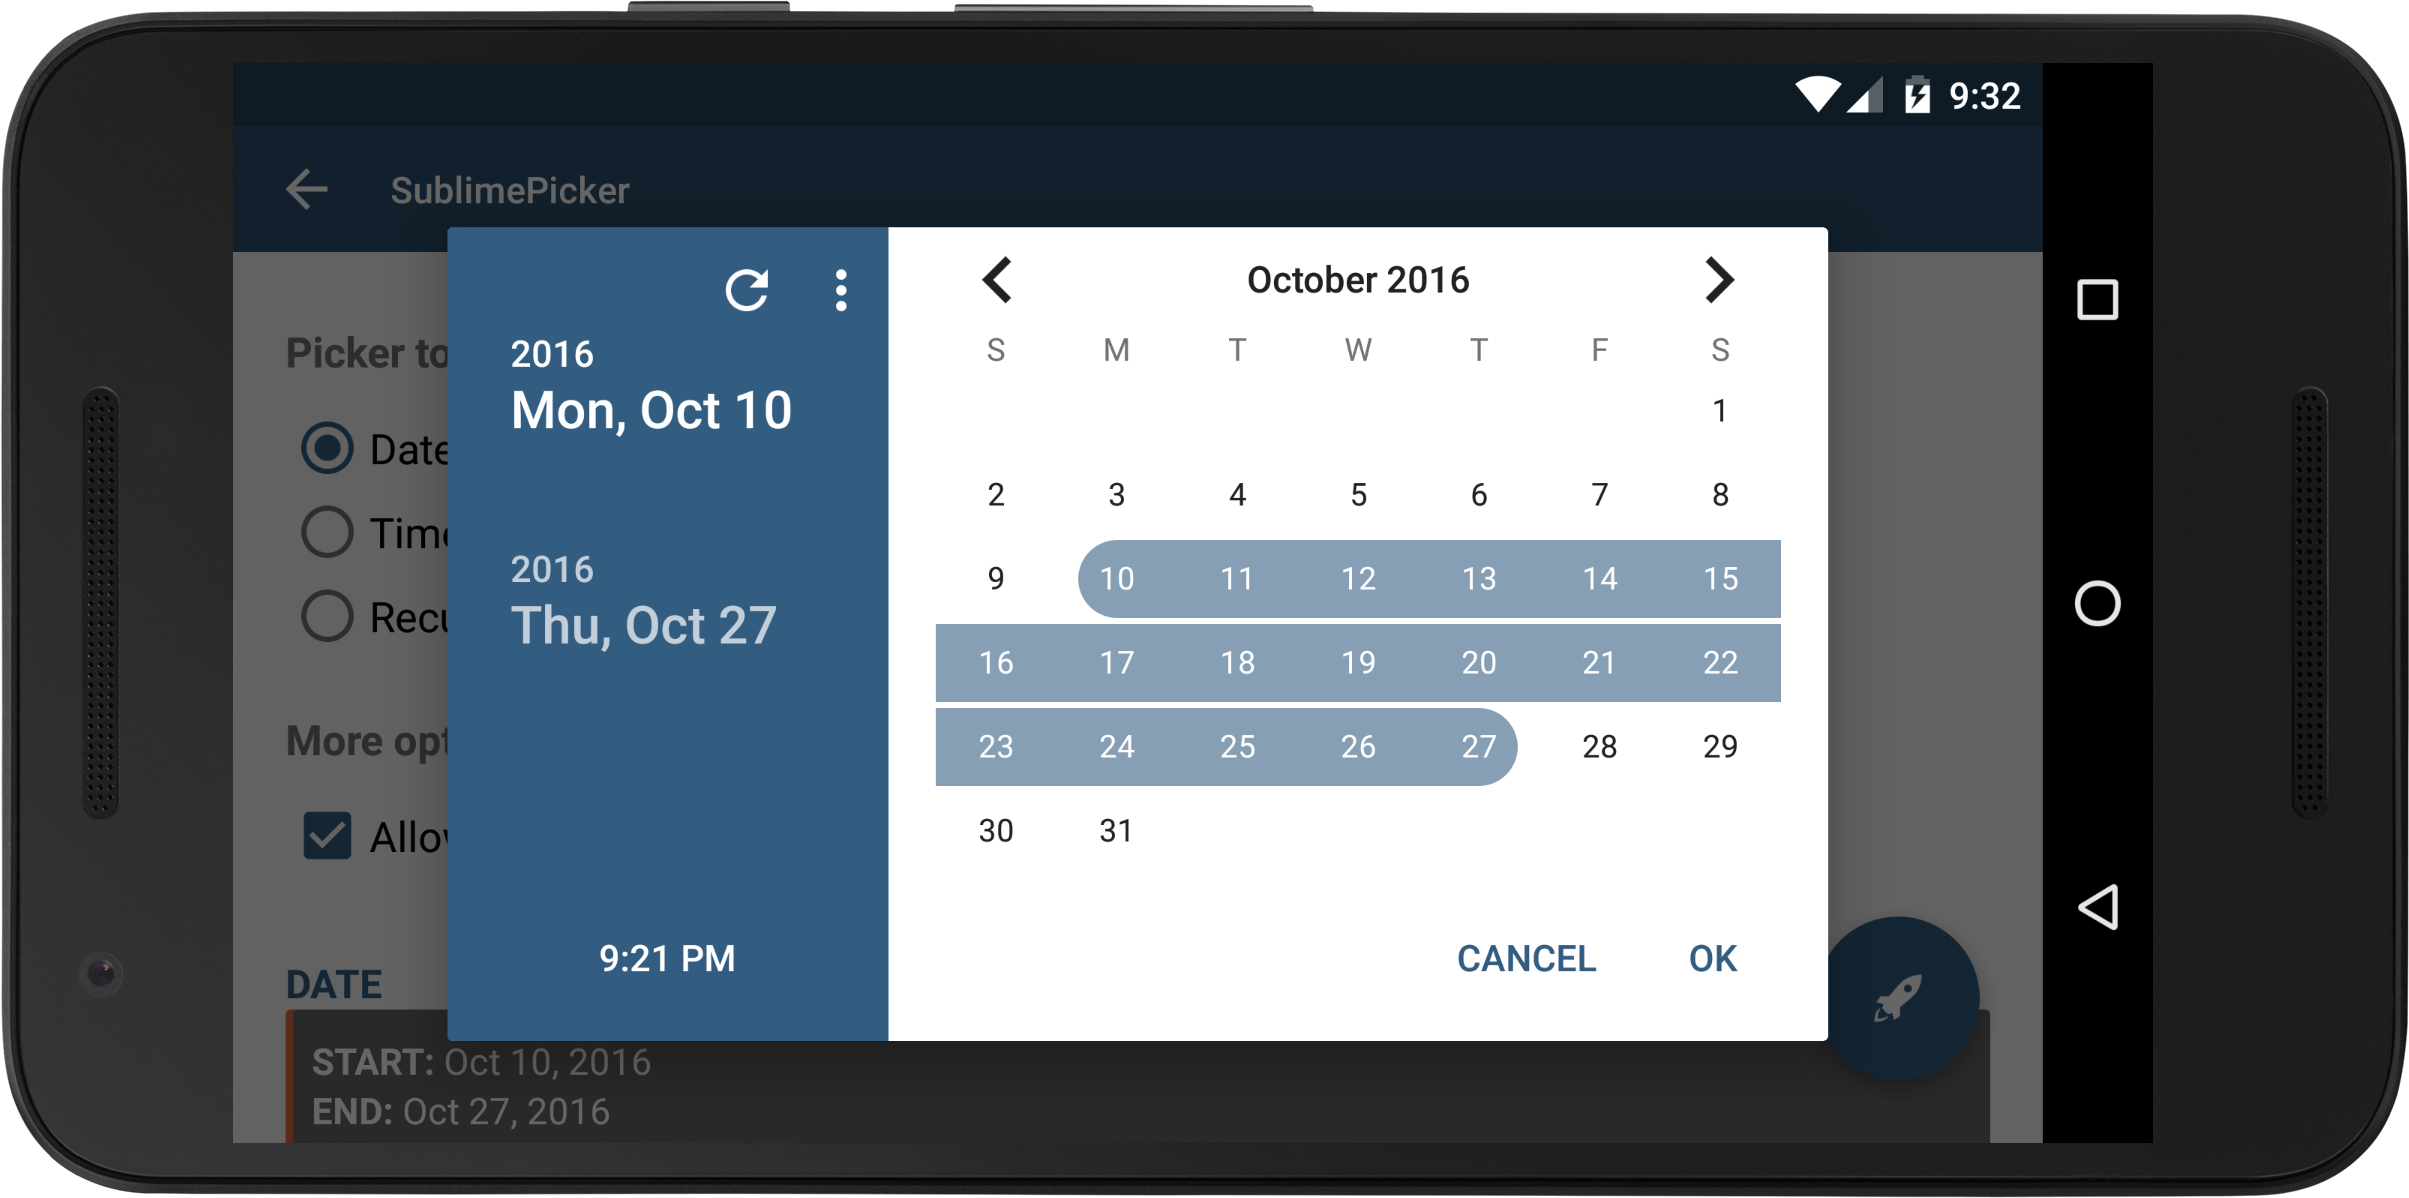 9:32
SublimePicker
Picker to
Date
Time
Recu
More opt
Allow
DATE
START: Oct 10, 2016
END: Oct 27, 2016
2016
Mon, Oct 10
2016
Thu, Oct 27
9:21 PM
October 2016
S M T W T F S
1
2 3 4 5 6 7 8
9 10 11 12 13 14 15
16 17 18 19 20 21 22
23 24 25 26 27 28 29
30 31
CANCEL OK